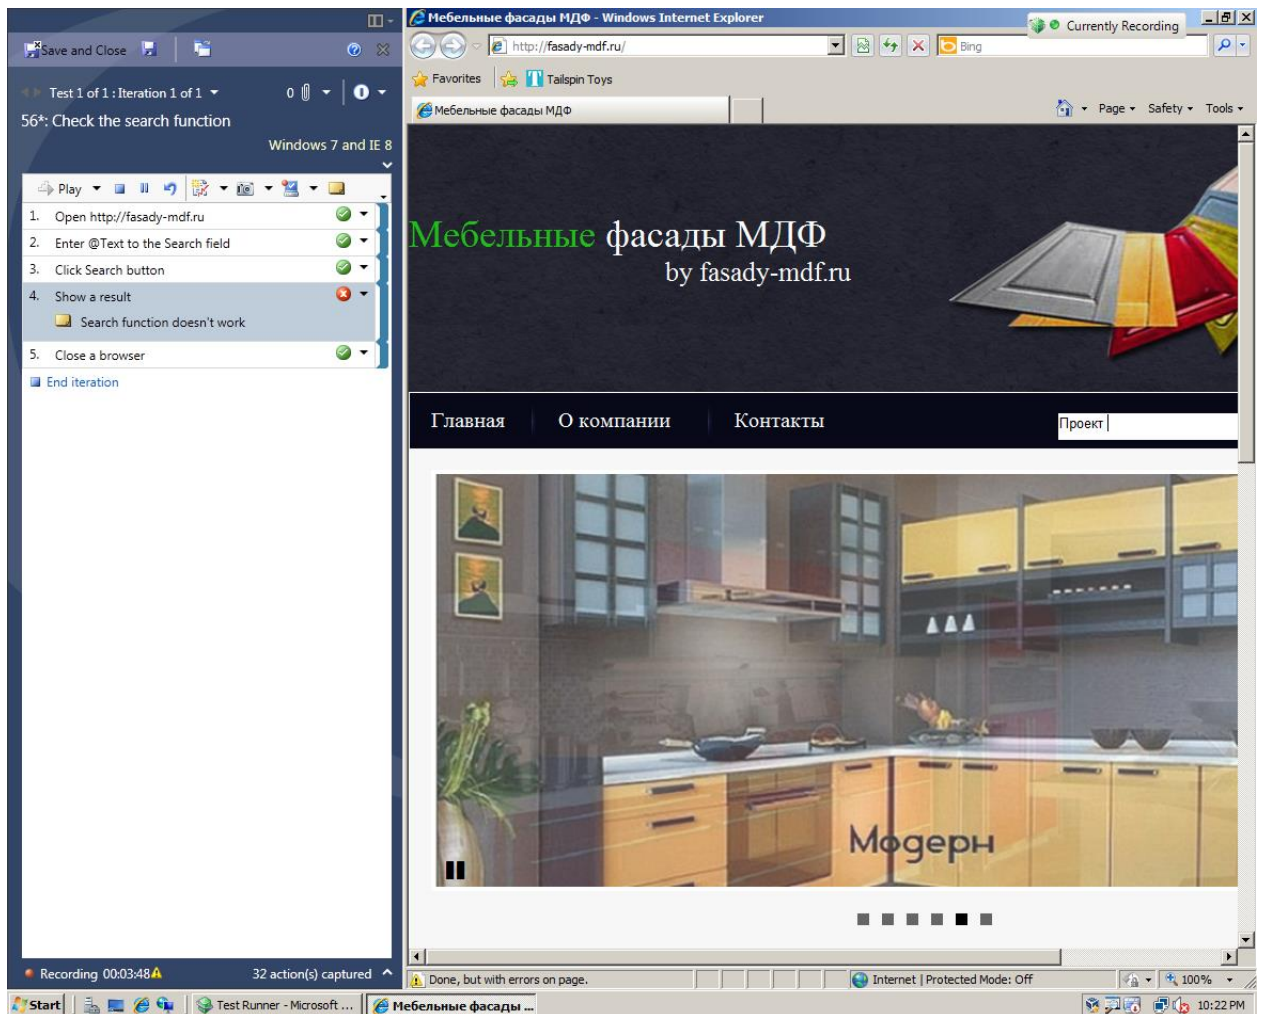 Save and Close
Test 1 of 1 : Iteration 1 of 1
0
56*: Check the search function
Windows 7 and IE 8
Play
1. Open http://fasady-mdf.ru
2. Enter @Text to the Search field
3. Click Search button
4. Show a result
Search function doesn't work
5. Close a browser
End iteration
Recording 00:03:48
32 action(s) captured
Мебельные фасады МДФ - Windows Internet Explorer
Currently Recording
http://fasady-mdf.ru/
Bing
Favorites
Tailspin Toys
Мебельные фасады МДФ
Page
Safety
Tools
Мебельные фасады МДФ
by fasady-mdf.ru
Главная
О компании
Контакты
Проект
Модерн
Done, but with errors on page.
Internet | Protected Mode: Off
100%
Start
Test Runner - Microsoft ...
Мебельные фасады ...
10:22 PM